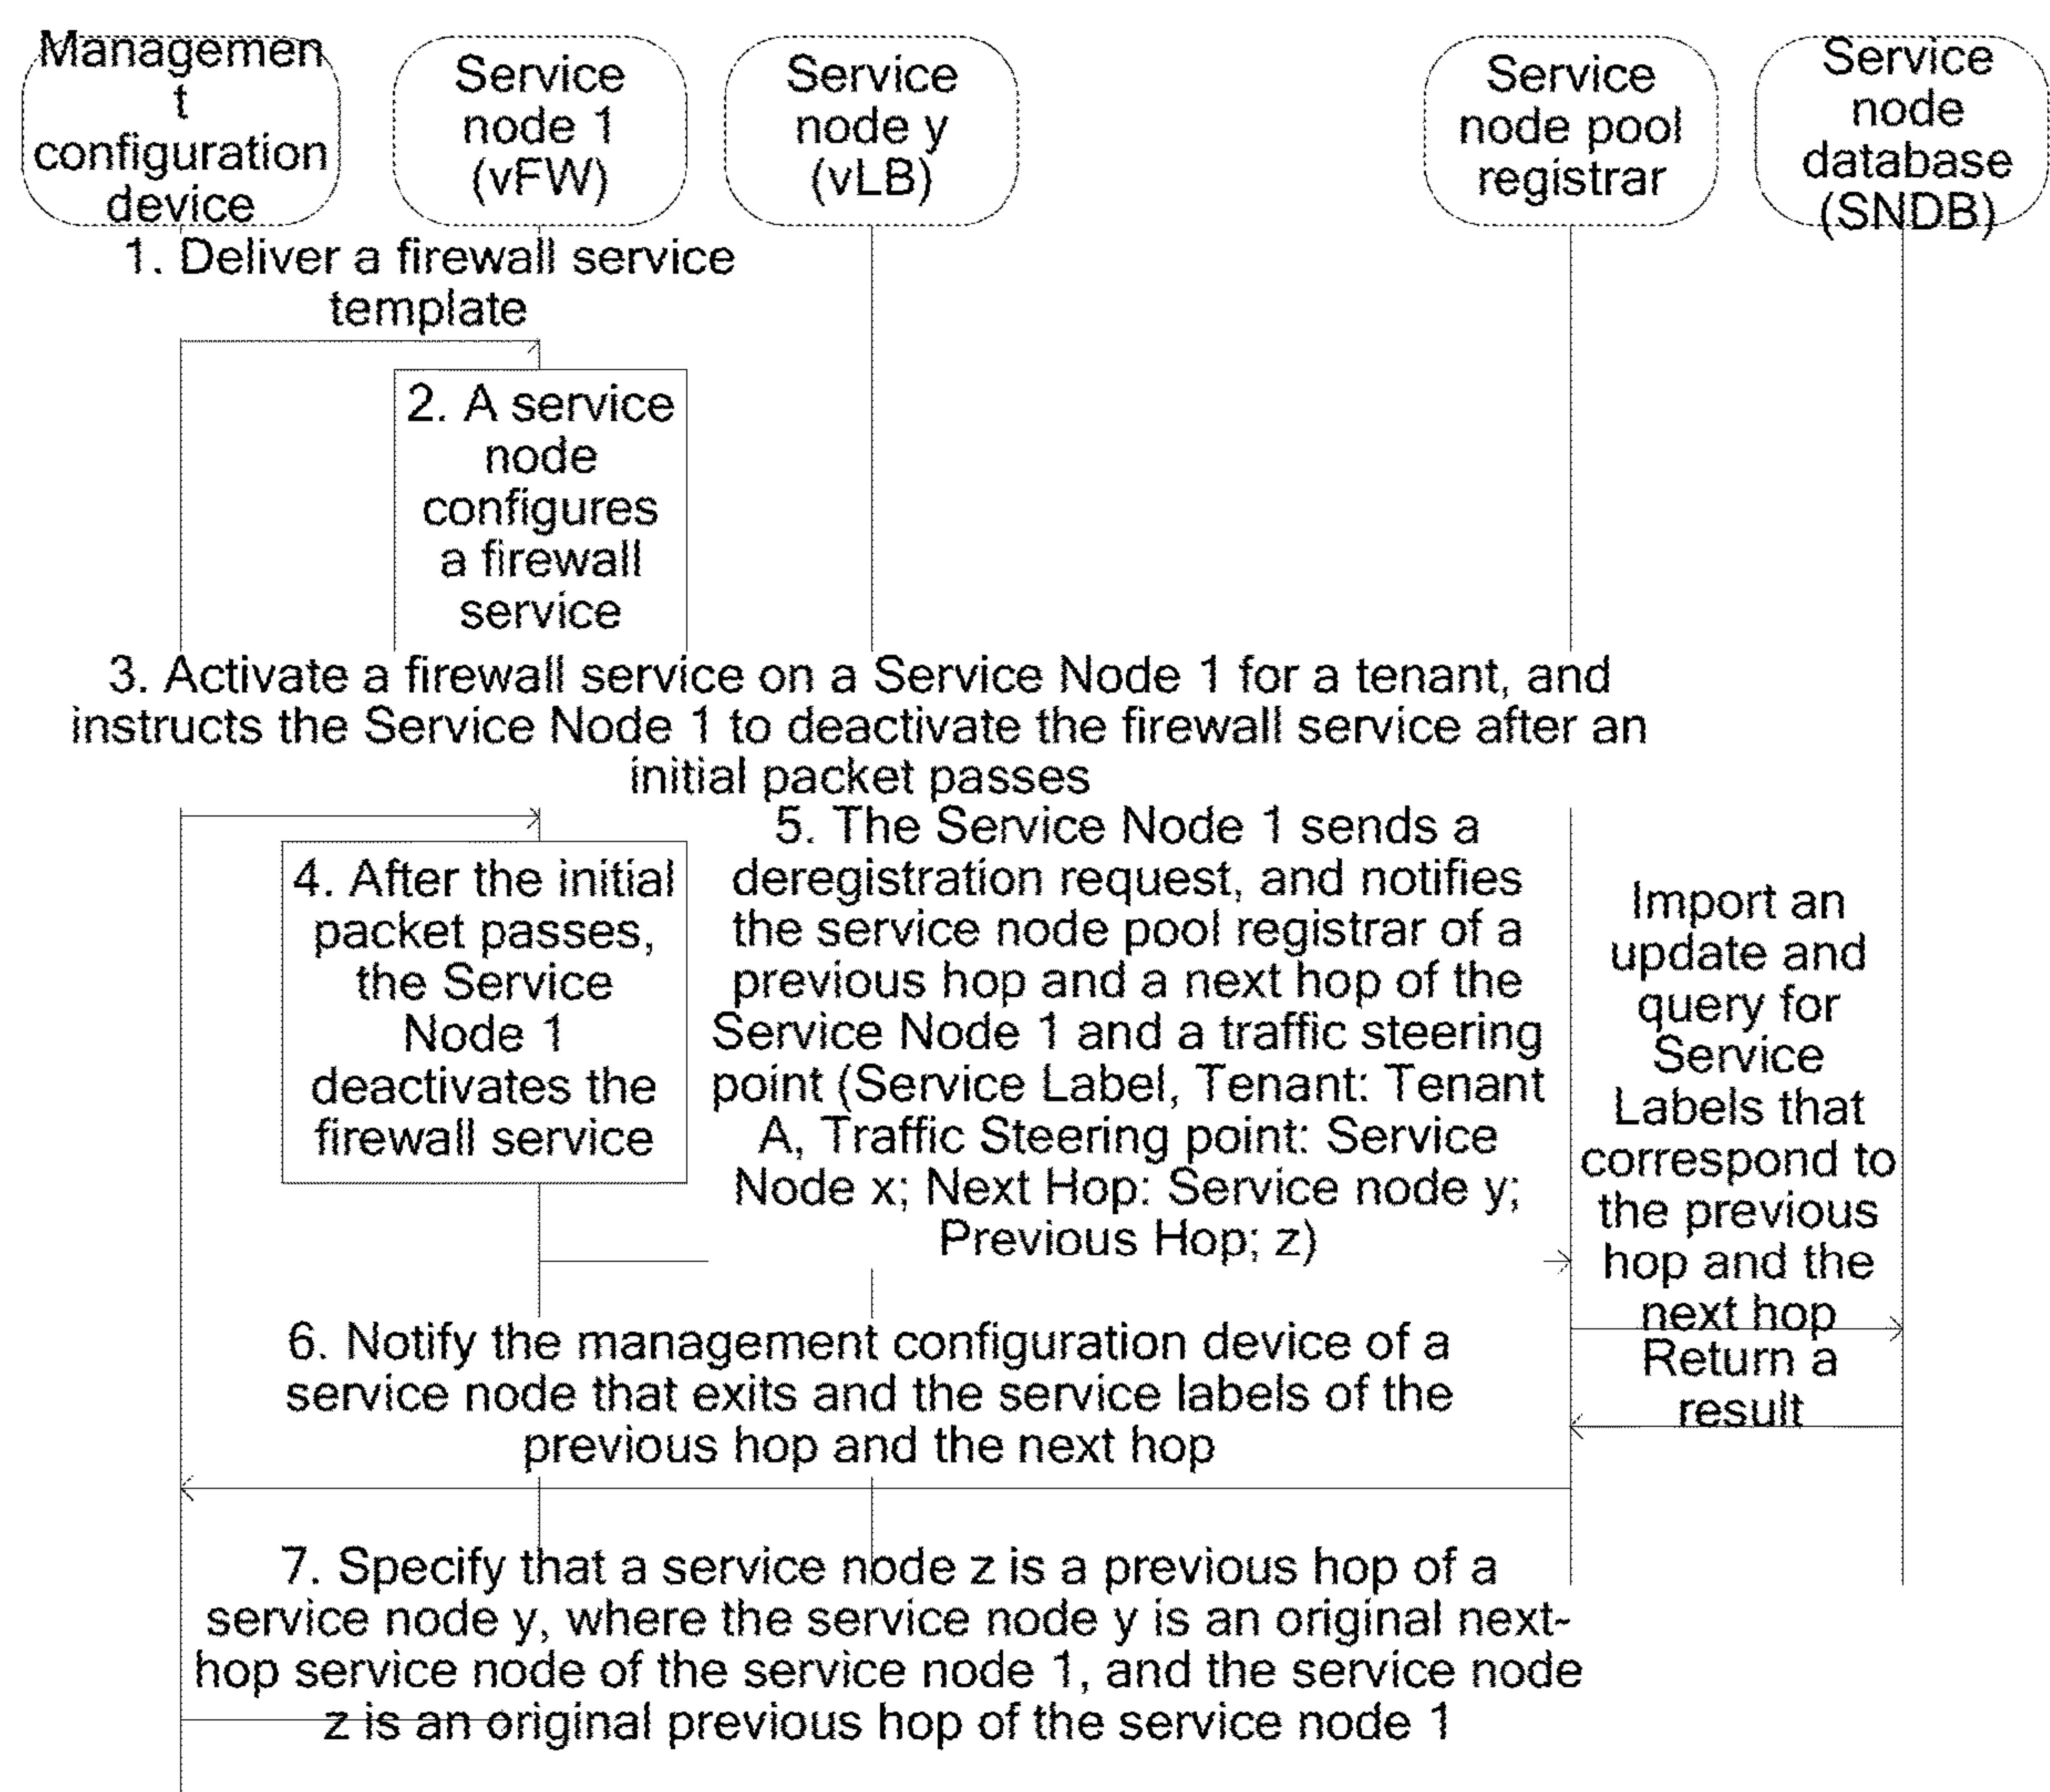 Managemen
t
configuration
device
Service
node 1
(vFW)
Service
node y
(vLB)
Service
node pool
registrar
Service
node
database
(SNDB)
1. Deliver a firewall service
template
2. A service
node
configures
a firewall
service
3. Activate a firewall service on a Service Node 1 for a tenant, and
instructs the Service Node 1 to deactivate the firewall service after an
initial packet passes
4. After the initial
packet passes,
the Service
Node 1
deactivates the
firewall service
5. The Service Node 1 sends a
deregistration request, and notifies
the service node pool registrar of a
previous hop and a next hop of the
Service Node 1 and a traffic steering
point (Service Label, Tenant: Tenant
A, Traffic Steering point: Service
Node x; Next Hop: Service node y;
Previous Hop; z)
Import an
update and
query for
Service
Labels that
correspond to
the previous
hop and the
next hop
Return a
result
6. Notify the management configuration device of a
service node that exits and the service labels of the
previous hop and the next hop
7. Specify that a service node z is a previous hop of a
service node y, where the service node y is an original next-
hop service node of the service node 1, and the service node
z is an original previous hop of the service node 1